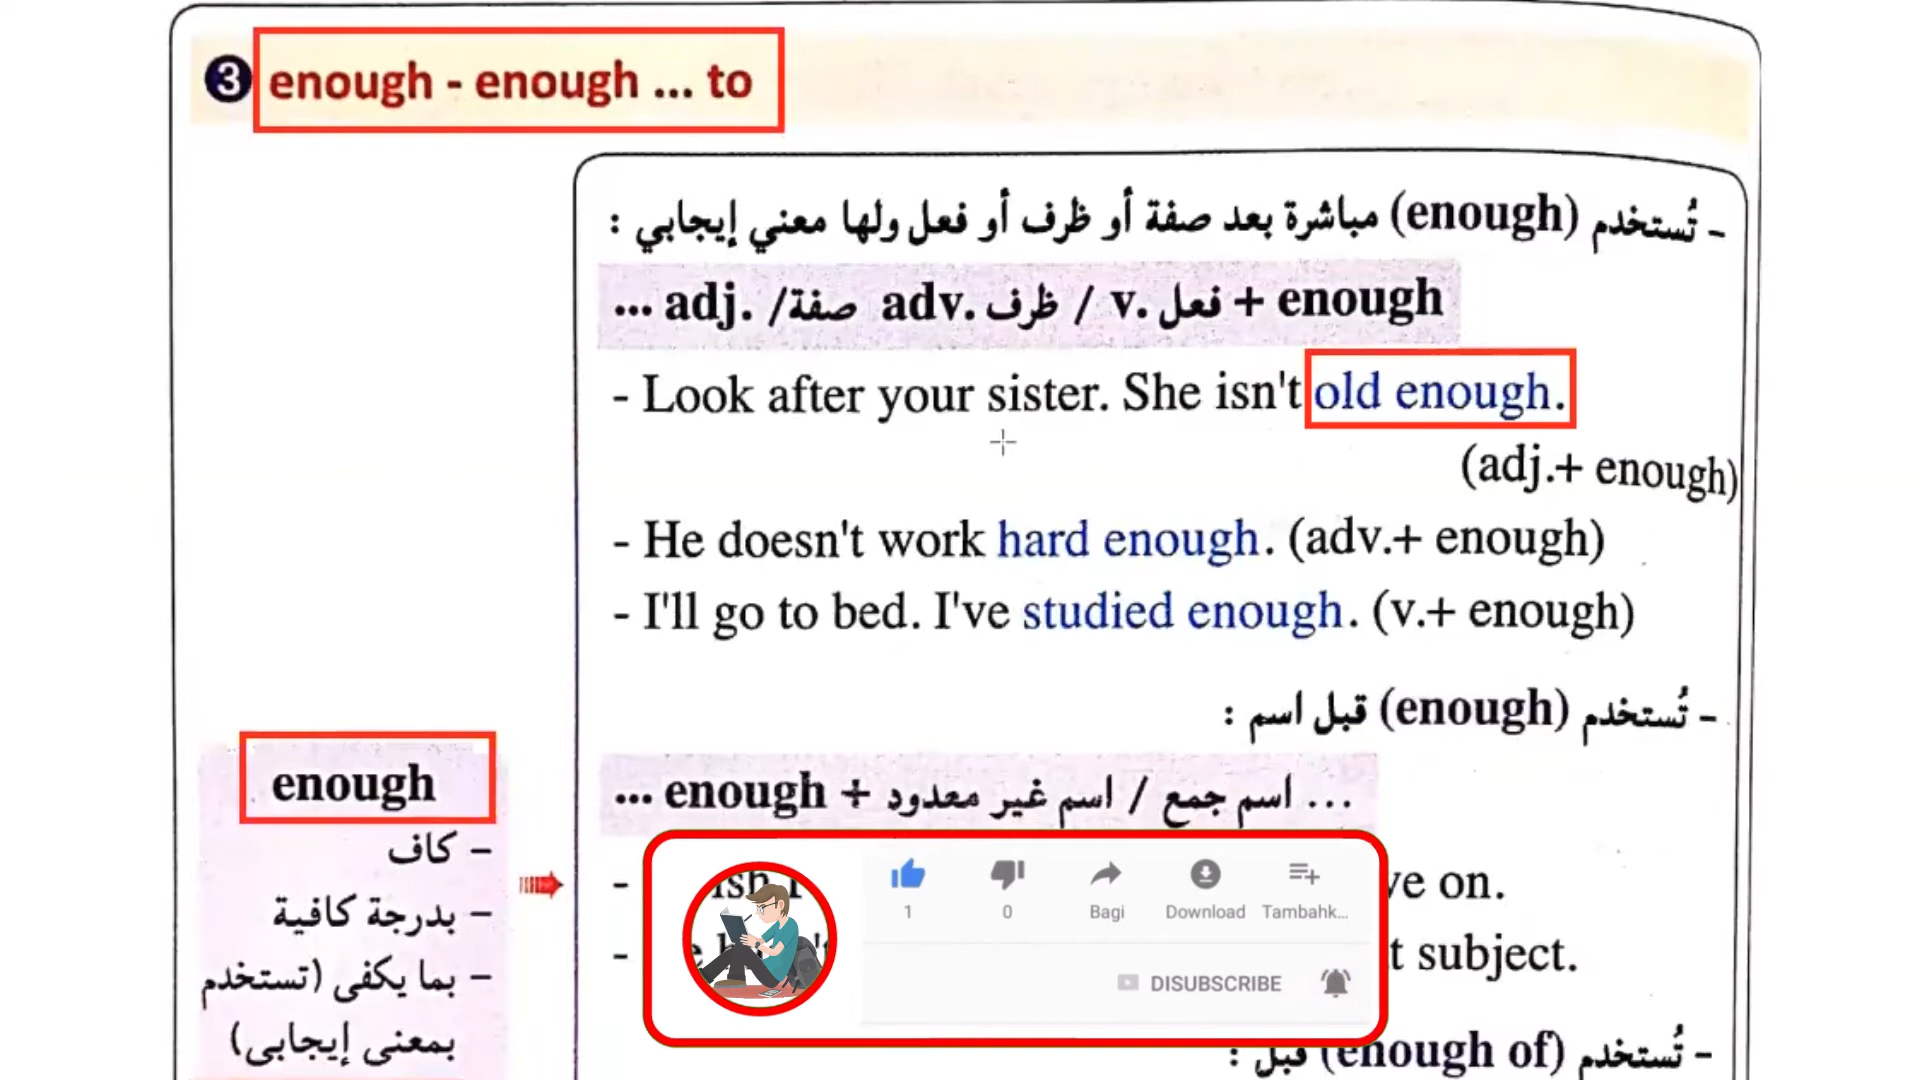 3 enough - enough ... to
- تُستخدم (enough) مباشرة بعد صفة أو ظرف أو فعل ولها معني إيجابي :
... adj. صفة/ adv. ظرف / v. فعل + enough
- Look after your sister. She isn't old enough.
(adj.+ enough)
- He doesn't work hard enough. (adv.+ enough)
- I'll go to bed. I've studied enough. (v.+ enough)
- تُستخدم (enough) قبل اسم :
... enough + اسم جمع / اسم غير معدود ...
enough
- كاف
- بدرجة كافية
- بما يكفى (تستخدم
بمعنى إيجابى)
- on.
- subject.
1 0 Bagi Download Tambahk...
DISUBSCRIBE
- تُستخدم (enough of) قبل :